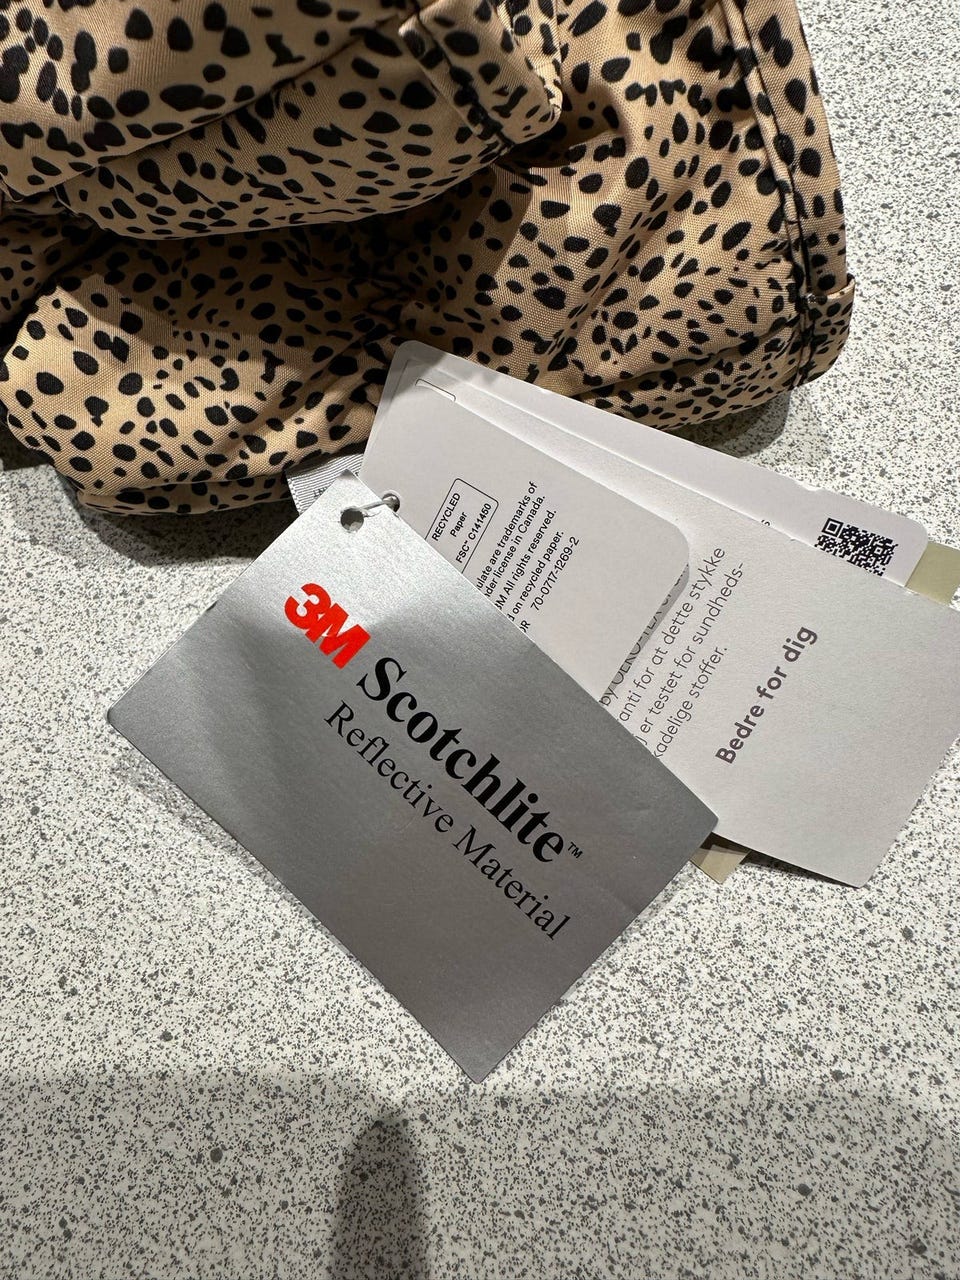 3M
Scotchlite™
Reflective Material
RECYCLED
Paper
FSC™ C141450
ulate are trademarks of
der license in Canada.
M All rights reserved.
d on recycled paper.
70-0717-1269-2
anti for at dette stykke
er testet for sundheds-
kadelige stoffer.
Bedre for dig